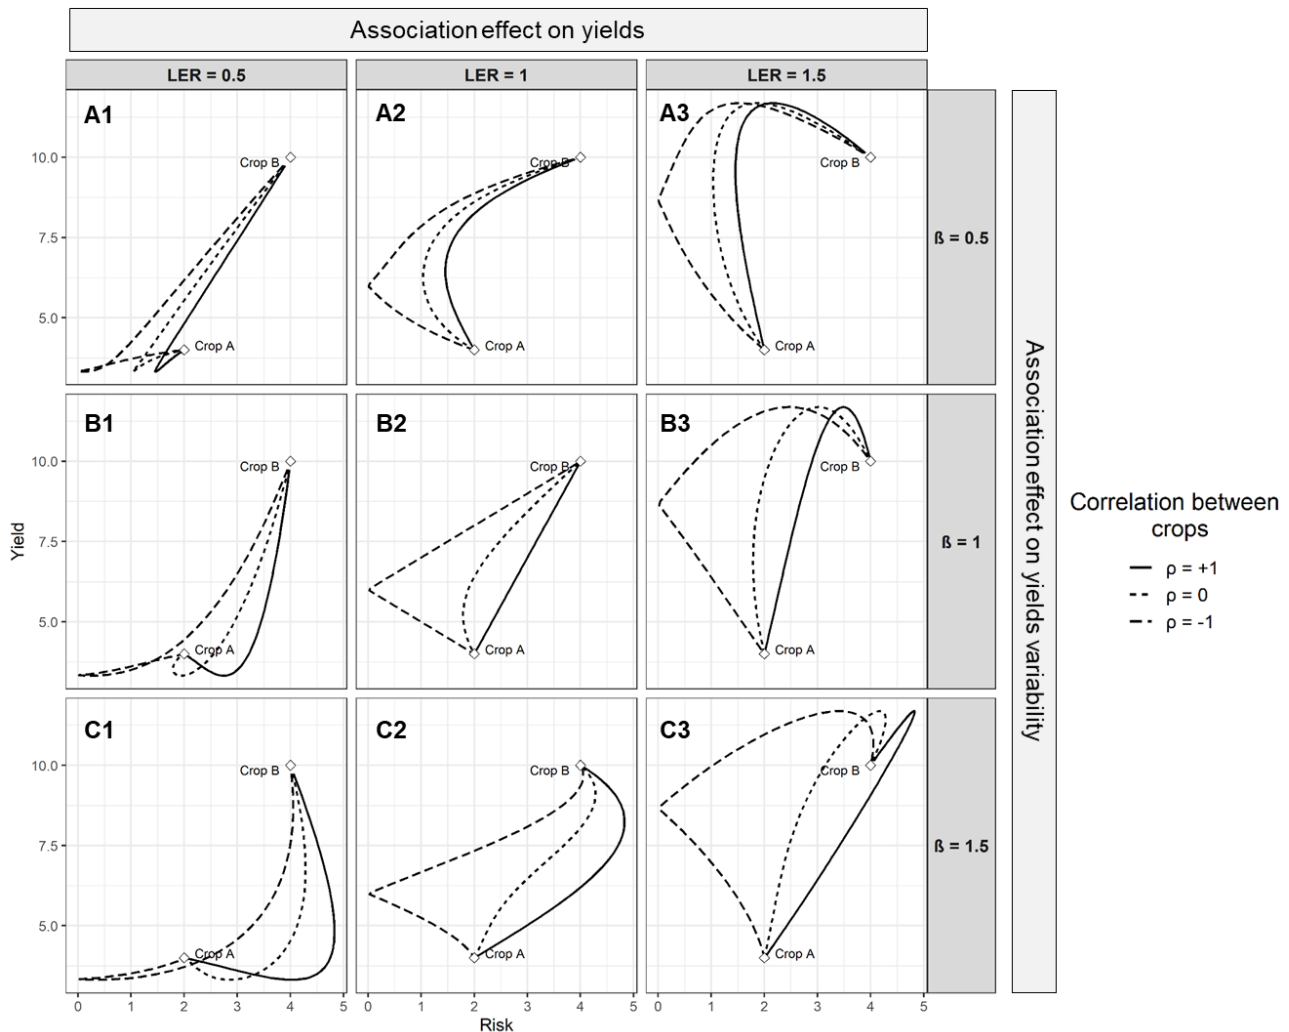 Association effect on yields
LER = 0.5
LER = 1
LER = 1.5
A1
A2
A3
10.0
7.5
5.0
Crop B
Crop A
Crop B
Crop A
Crop B
Crop A
ß = 0.5
B1
B2
B3
10.0
7.5
5.0
Crop B
Crop A
Crop B
Crop A
Crop B
Crop A
ß = 1
C1
C2
C3
10.0
7.5
5.0
Crop B
Crop A
Crop B
Crop A
Crop B
Crop A
ß = 1.5
0 1 2 3 4 5
0 1 2 3 4 5
0 1 2 3 4 5
Risk
Yield
Association effect on yields variability
Correlation between
crops
ρ = +1
ρ = 0
ρ = -1